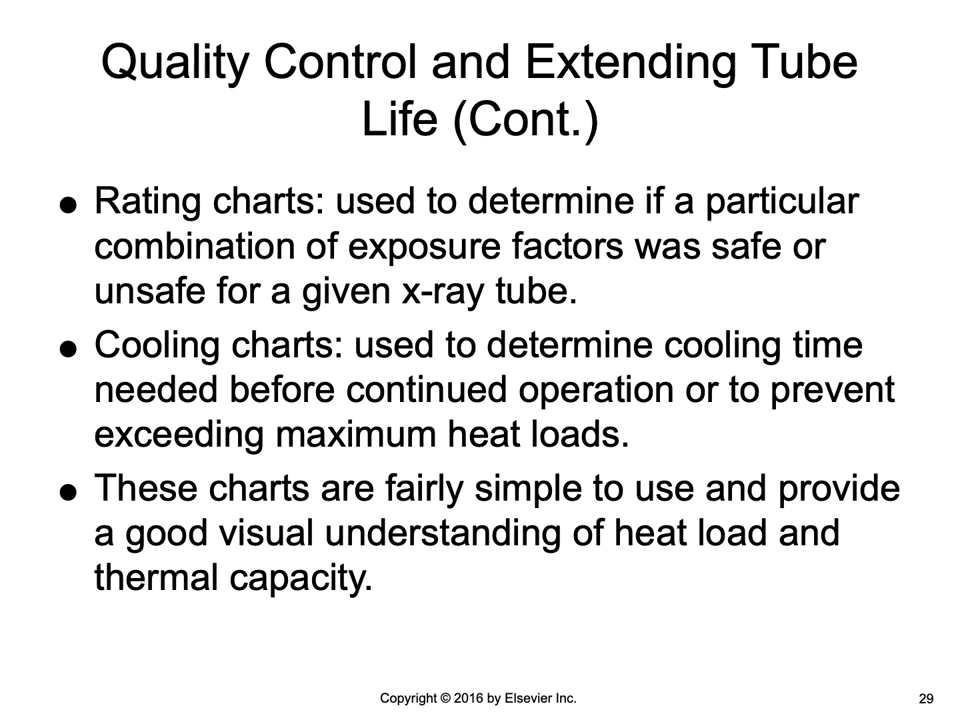 Quality Control and Extending Tube
Life (Cont.)
● Rating charts: used to determine if a particular
combination of exposure factors was safe or
unsafe for a given x-ray tube.
● Cooling charts: used to determine cooling time
needed before continued operation or to prevent
exceeding maximum heat loads.
● These charts are fairly simple to use and provide
a good visual understanding of heat load and
thermal capacity.
Copyright © 2016 by Elsevier Inc.
29